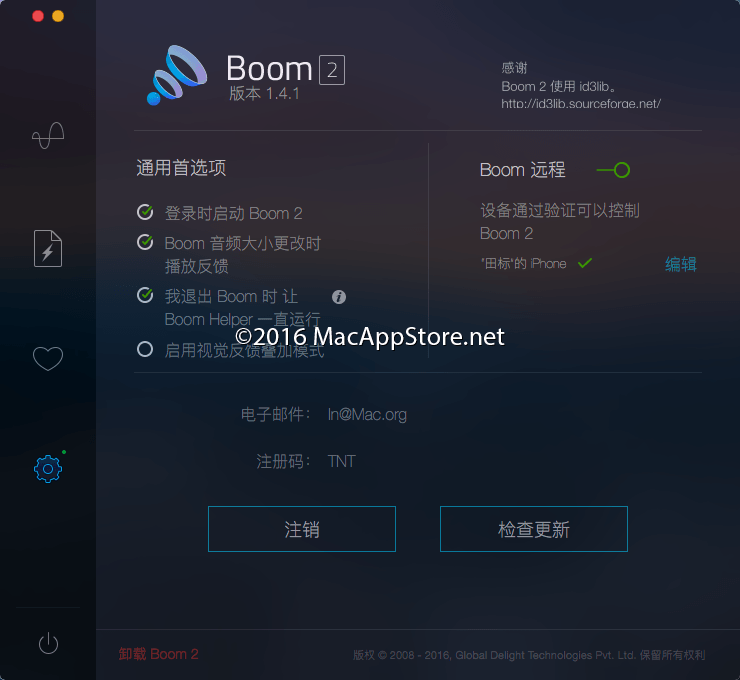 Boom 2
版本 1.4.1
感谢
Boom 2 使用 id3lib。
http://id3lib.sourceforge.net/
通用首选项
登录时启动 Boom 2
Boom 音频大小更改时
播放反馈
我退出 Boom 时 让
Boom Helper 一直运行
启用视觉反馈叠加模式
Boom 远程
设备通过验证可以控制
Boom 2
"田标"的 iPhone
编辑
©2016 MacAppStore.net
电子邮件： In@Mac.org
注册码： TNT
注销
检查更新
卸载 Boom 2
版权 © 2008 - 2016, Global Delight Technologies Pvt. Ltd. 保留所有权利